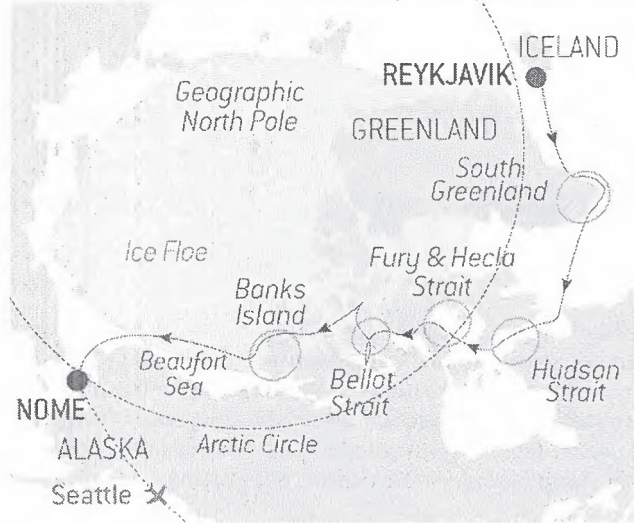 ICELAND
REYKJAVIK
Geographic
North Pole
GREENLAND
South
Greenland
Ice Floe
Fury & Hecla
Strait
Banks
Island
Beaufort
Sea
Bellot
Strait
Hudson
Strait
NOME
ALASKA
Arctic Circle
Seattle